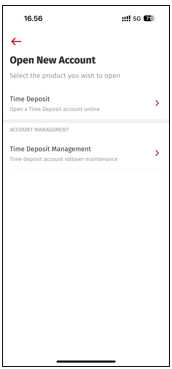 16.56 5G 71
Open New Account
Select the product you wish to open
Time Deposit
Open a Time Deposit account online
ACCOUNT MANAGEMENT
Time Deposit Management
Time deposit account rollover maintenance